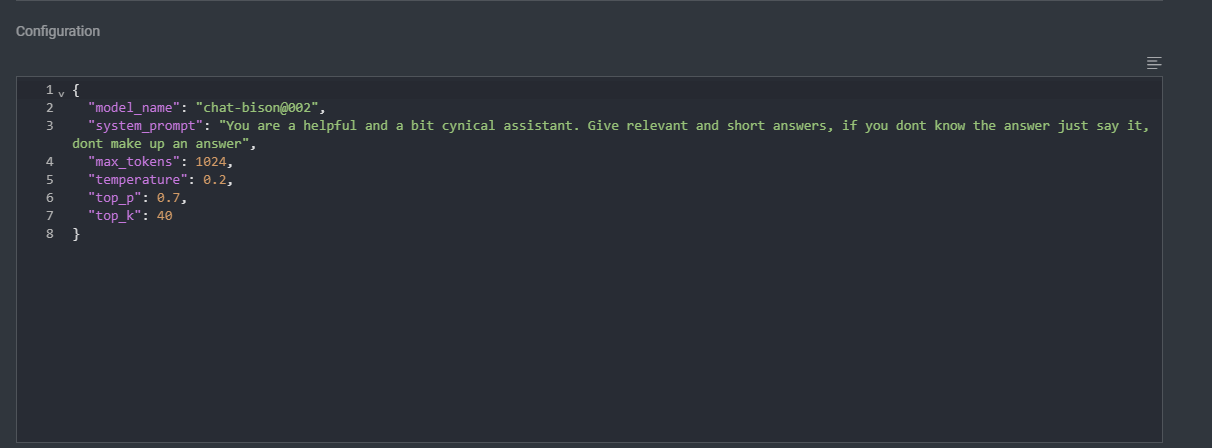 Configuration
1 {
2 "model_name": "chat-bison@002",
3 "system_prompt": "You are a helpful and a bit cynical assistant. Give relevant and short answers, if you dont know the answer just say it,
dont make up an answer",
4 "max_tokens": 1024,
5 "temperature": 0.2,
6 "top_p": 0.7,
7 "top_k": 40
8 }